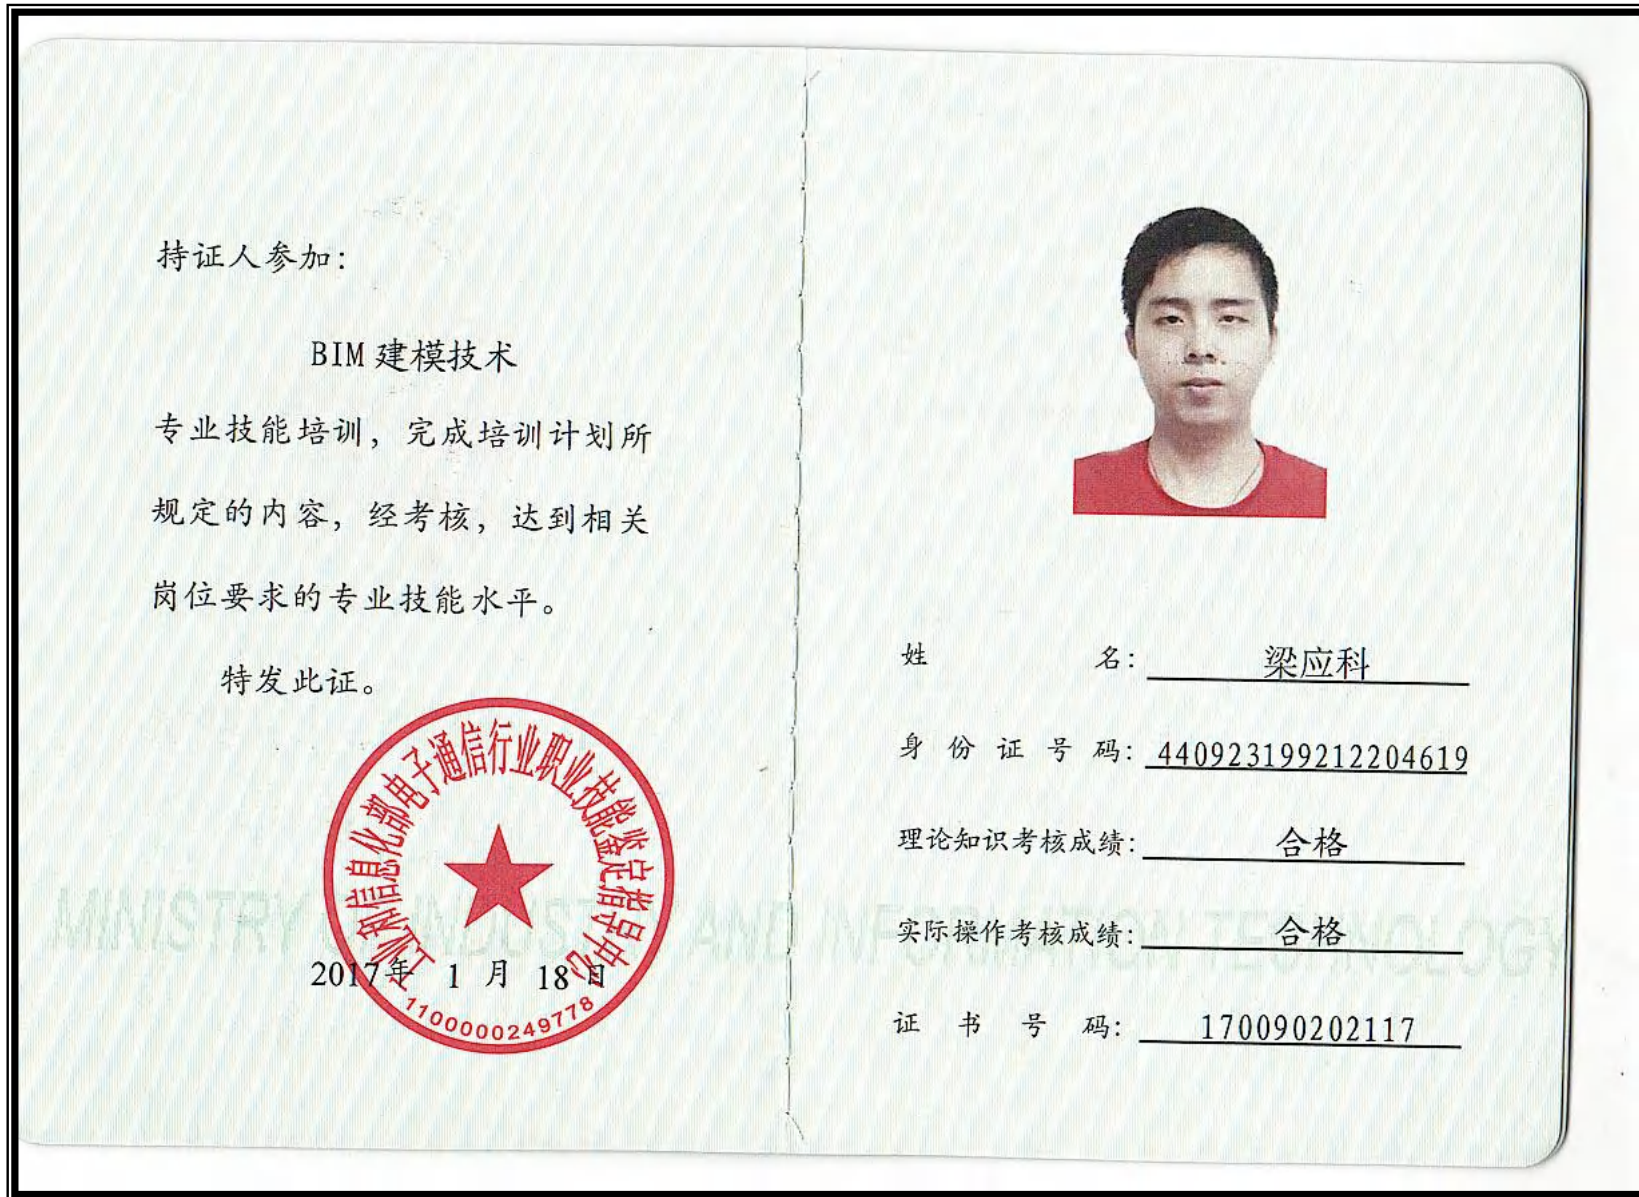 持证人参加:
BIM 建模技术
专业技能培训，完成培训计划所
规定的内容，经考核，达到相关
岗位要求的专业技能水平。
特发此证。
工业和信息化部电子通信行业职业技能鉴定指导中心
2017年 1 月 18 日
1100000249778
姓 名: 梁应科
身 份 证 号 码: 440923199212204619
理论知识考核成绩: 合格
实际操作考核成绩: 合格
证 书 号 码: 170090202117
MINISTRY OF INDUSTRY AND INFORMATION TECHNOLOGY